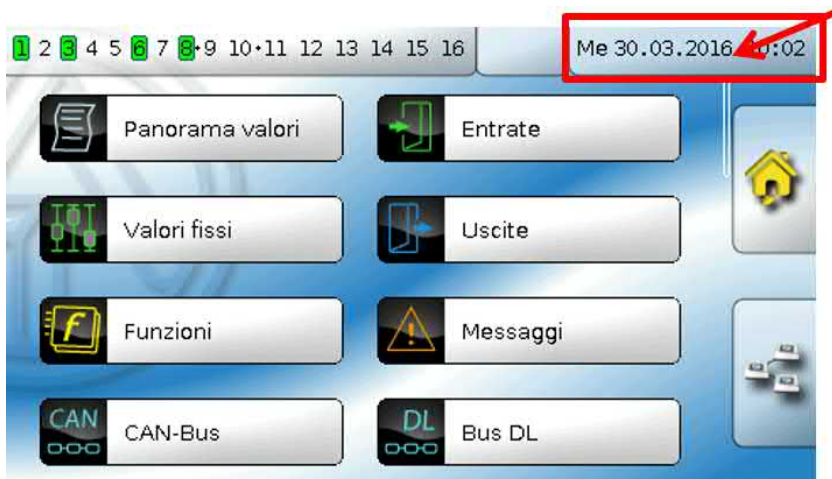 1 2 3 4 5 6 7 8•9 10•11 12 13 14 15 16 Me 30.03.2016
Panorama valori Entrate
Valori fissi Uscite
f
Funzioni Messaggi
CAN CAN-Bus DL Bus DL